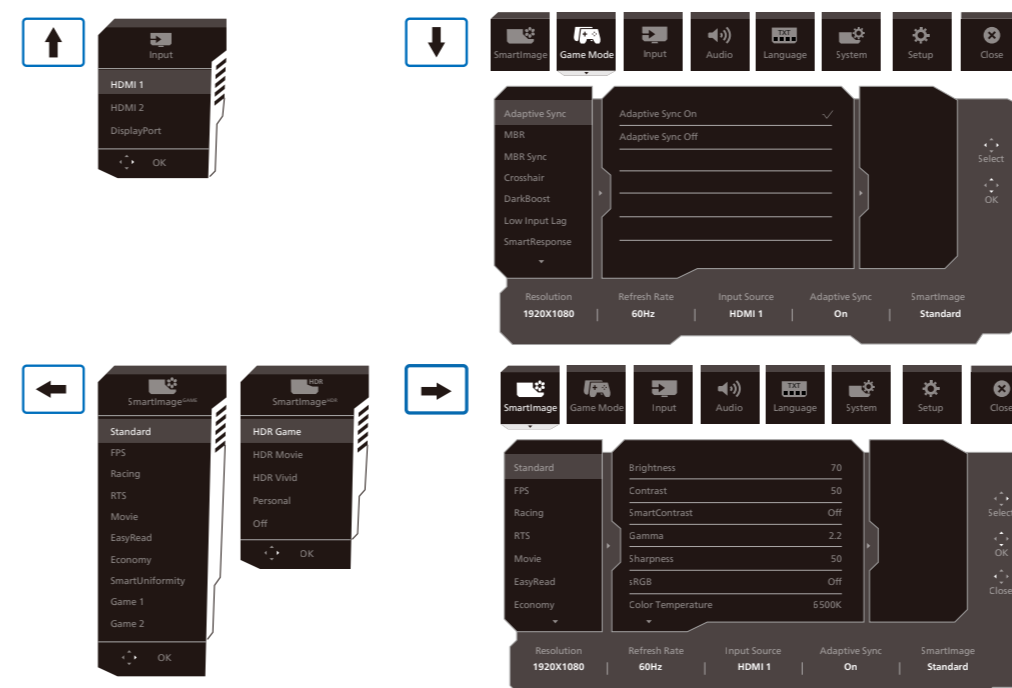 Input
HDMI 1
HDMI 2
DisplayPort
OK
SmartImage
Game Mode
Input
Audio
TXT
Language
System
Setup
Close
Adaptive Sync
MBR
MBR Sync
Crosshair
DarkBoost
Low Input Lag
SmartResponse
Adaptive Sync On
Adaptive Sync Off
Select
OK
Resolution
1920X1080
Refresh Rate
60Hz
Input Source
HDMI 1
Adaptive Sync
On
SmartImage
Standard
SmartImageGAME
Standard
FPS
Racing
RTS
Movie
EasyRead
Economy
SmartUniformity
Game 1
Game 2
OK
HDR
SmartImageHDR
HDR Game
HDR Movie
HDR Vivid
Personal
Off
OK
SmartImage
Game Mode
Input
Audio
TXT
Language
System
Setup
Close
Standard
FPS
Racing
RTS
Movie
EasyRead
Economy
Brightness 70
Contrast 50
SmartContrast Off
Gamma 2.2
Sharpness 50
sRGB Off
Color Temperature 6500K
Select
OK
Close
Resolution
1920X1080
Refresh Rate
60Hz
Input Source
HDMI 1
Adaptive Sync
On
SmartImage
Standard